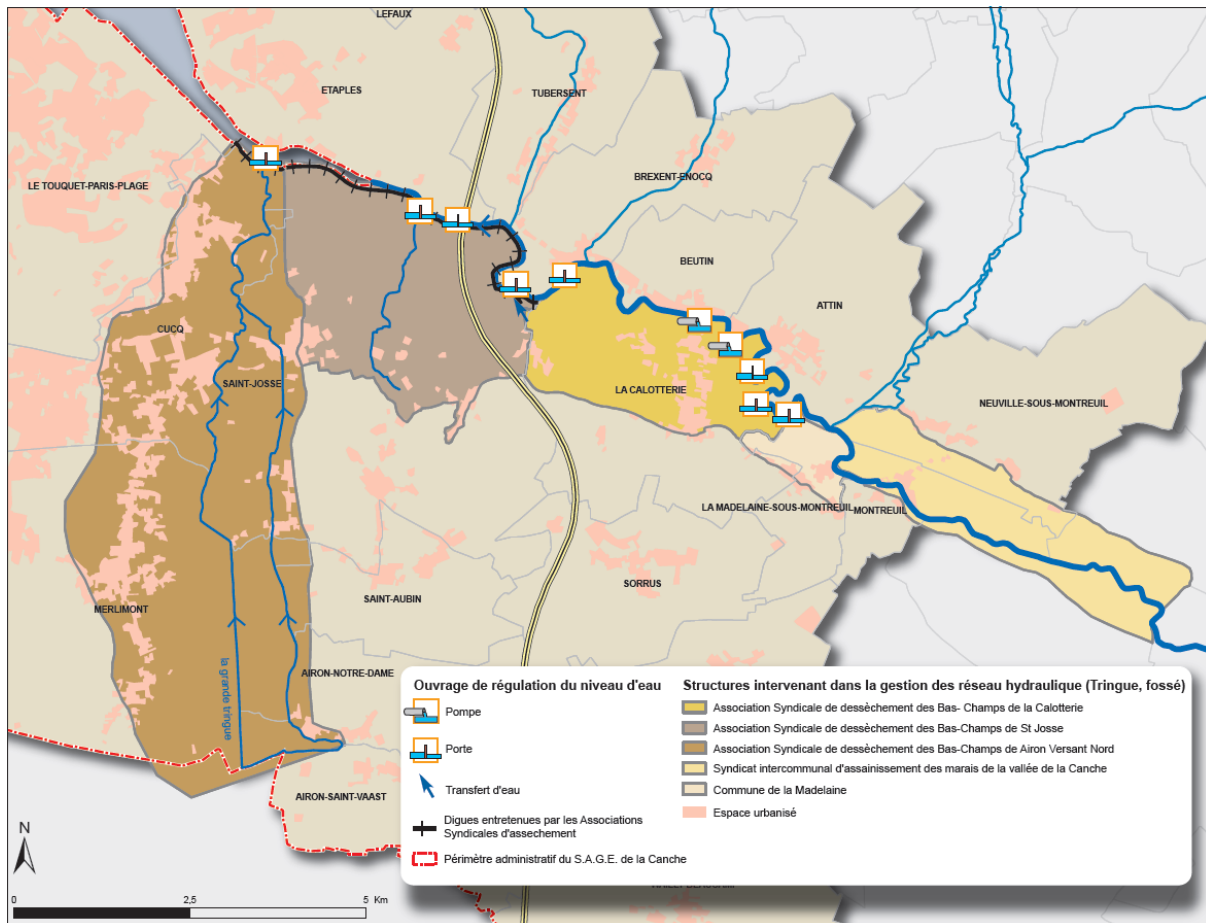 LEFAUX
ETAPLES
TUBERSENT
BREXENT-ENOCQ
LE TOUQUET-PARIS-PLAGE
BEUTIN
ATTIN
CUCQ
SAINT-JOSSE
LA CALOTTERIE
NEUVILLE-SOUS-MONTREUIL
LA MADELAINE-SOUS-MONTREUIL
MONTREUIL
SORRUS
SAINT-AUBIN
MERLIMONT
AIRON-NOTRE-DAME
la grande tringue
AIRON-SAINT-VAAST
Ouvrage de régulation du niveau d'eau
Pompe
Porte
Transfert d'eau
Digues entretenues par les Associations
Syndicales d'assechement
Périmètre administratif du S.A.G.E. de la Canche
Structures intervenant dans la gestion des réseau hydraulique (Tringue, fossé)
Association Syndicale de dessèchement des Bas- Champs de la Calotterie
Association Syndicale de dessèchement des Bas-Champs de St Josse
Association Syndicale de dessèchement des Bas-Champs de Airon Versant Nord
Syndicat intercommunal d'assainissement des marais de la vallée de la Canche
Commune de la Madelaine
Espace urbanisé
N
0 2,5 5 Km